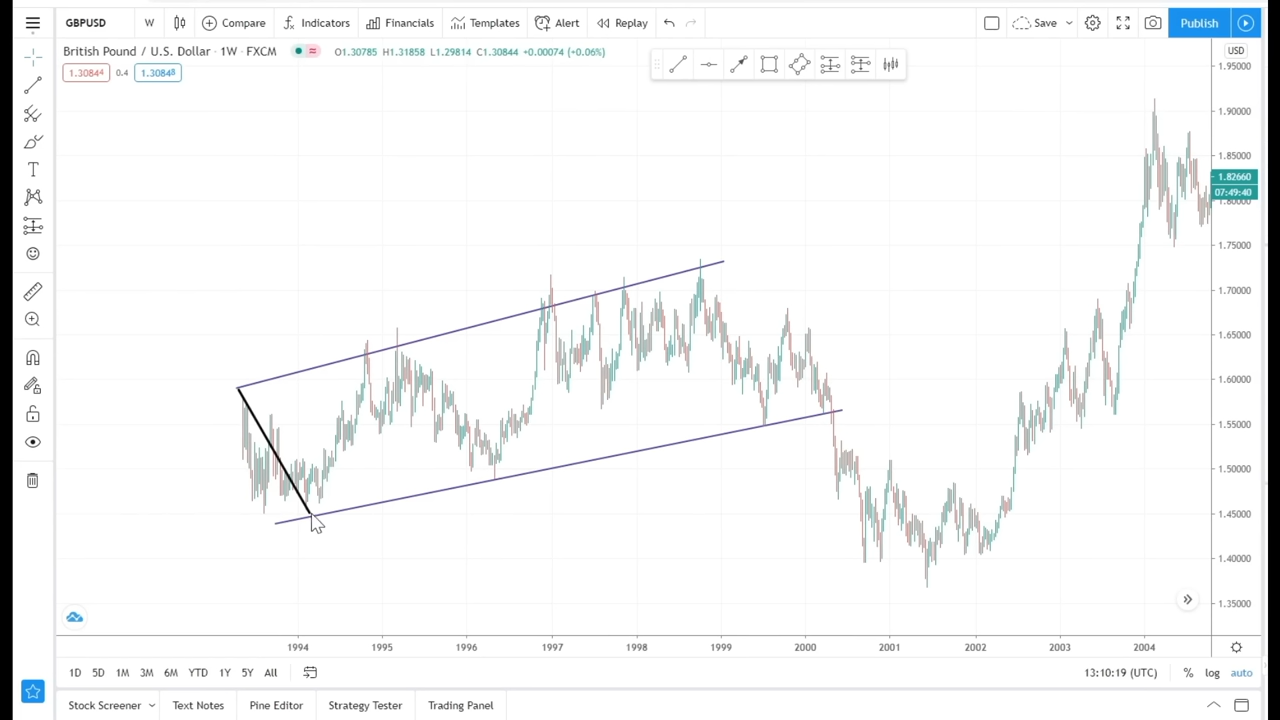 GBPUSD W Compare Indicators Financials Templates Alert Replay Save Publish
British Pound / U.S. Dollar · 1W · FXCM O1.30785 H1.31858 L1.29814 C1.30844 +0.00074 (+0.06%) USD
1.30844 0.4 1.30848
1.95000
1.90000
1.85000
1.82660
07:49:40
1.80000
1.75000
1.70000
1.65000
1.60000
1.55000
1.50000
1.45000
1.40000
1.35000
1994 1995 1996 1997 1998 1999 2000 2001 2002 2003 2004
1D 5D 1M 3M 6M YTD 1Y 5Y All 13:10:19 (UTC) % log auto
Stock Screener Text Notes Pine Editor Strategy Tester Trading Panel